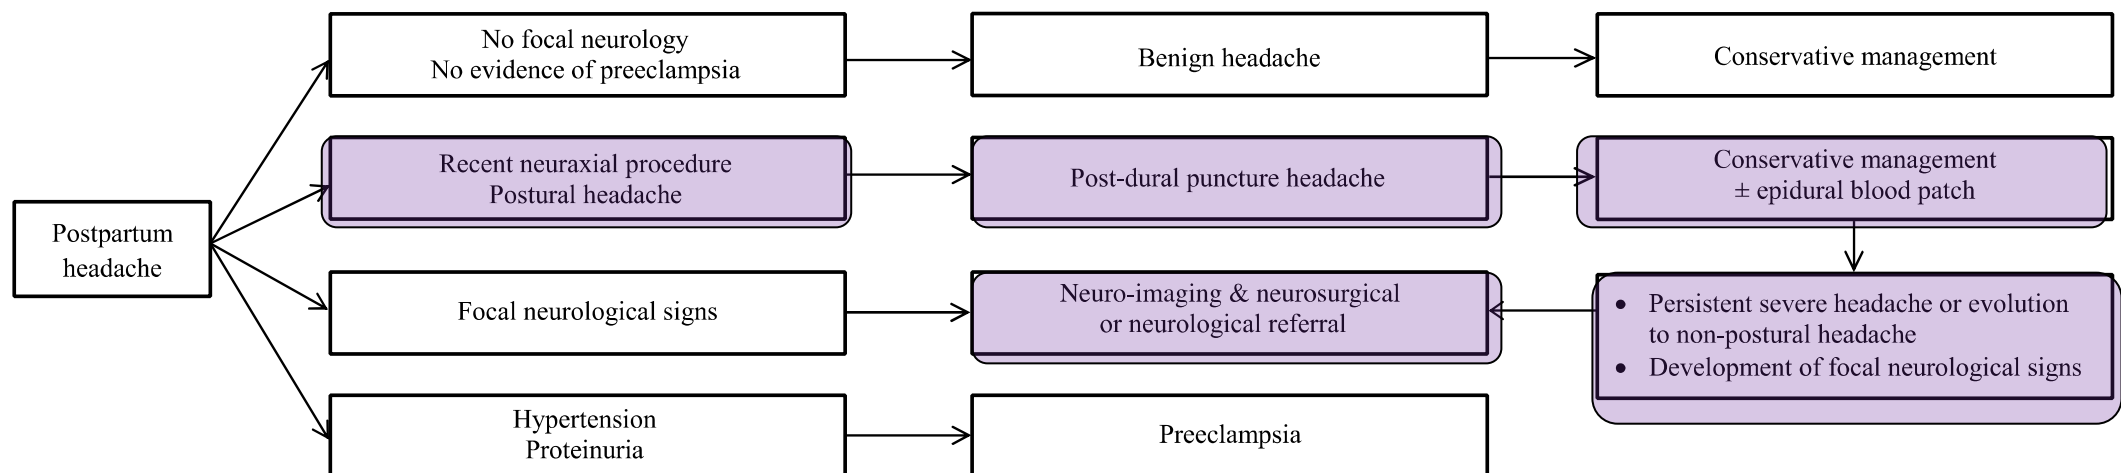 No focal neurology
No evidence of preeclampsia
Benign headache
Conservative management
Recent neuraxial procedure
Postural headache
Post-dural puncture headache
Conservative management
± epidural blood patch
Postpartum
headache
Focal neurological signs
Neuro-imaging & neurosurgical
or neurological referral
• Persistent severe headache or evolution
to non-postural headache
• Development of focal neurological signs
Hypertension
Proteinuria
Preeclampsia